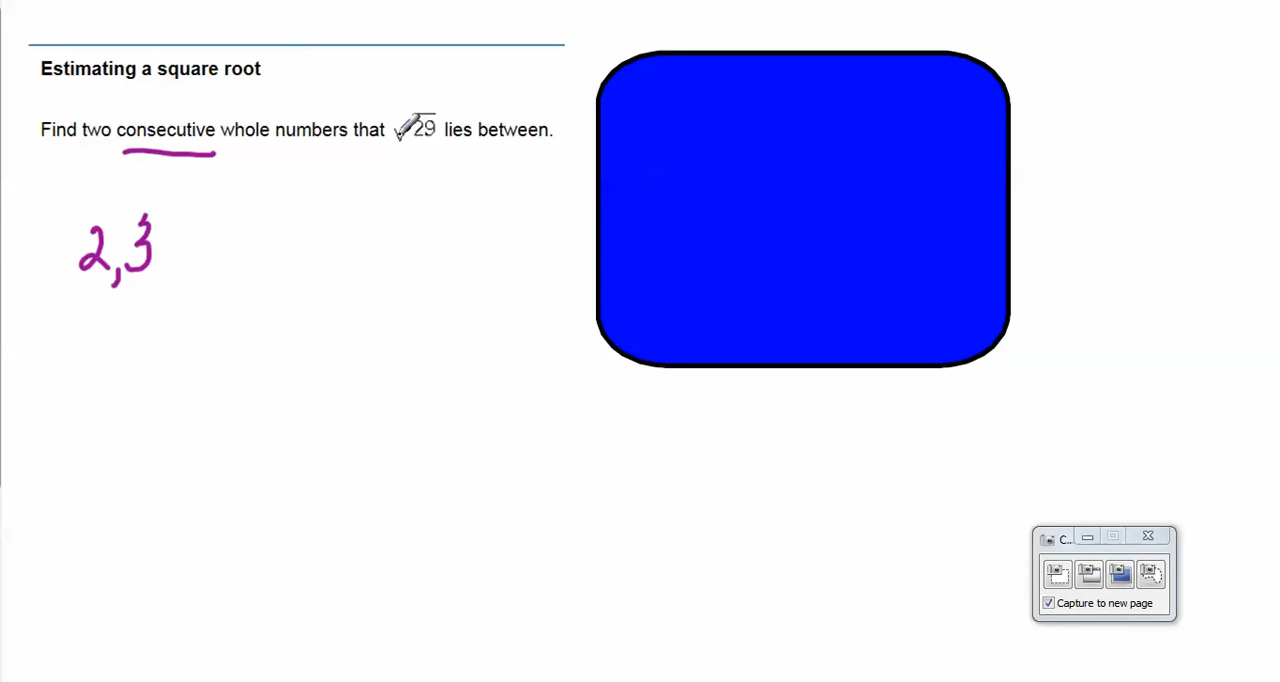 Estimating a square root
Find two consecutive whole numbers that √29 lies between.
2,3
C...
Capture to new page